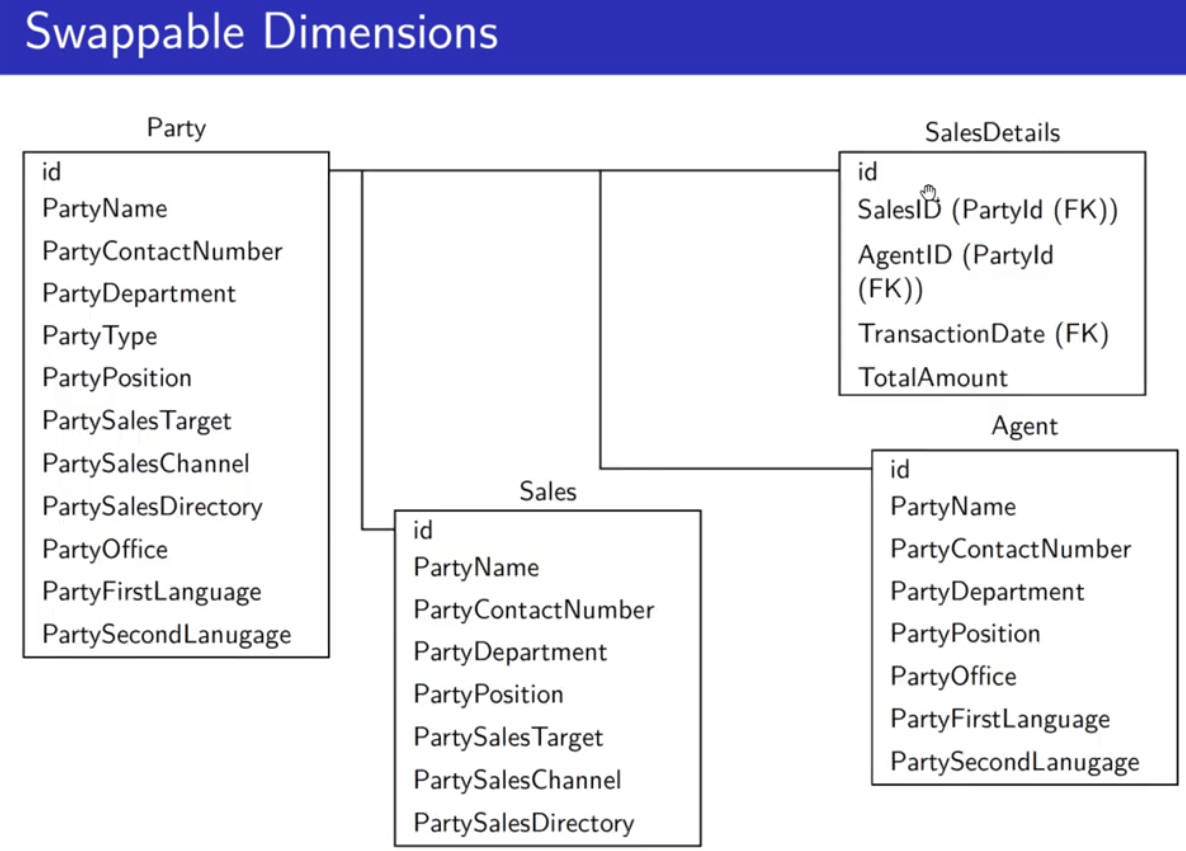 Swappable Dimensions
Party
id
PartyName
PartyContactNumber
PartyDepartment
PartyType
PartyPosition
PartySalesTarget
PartySalesChannel
PartySalesDirectory
PartyOffice
PartyFirstLanguage
PartySecondLanugage
SalesDetails
id
SalesID (PartyId (FK))
AgentID (PartyId
(FK))
TransactionDate (FK)
TotalAmount
Sales
id
PartyName
PartyContactNumber
PartyDepartment
PartyPosition
PartySalesTarget
PartySalesChannel
PartySalesDirectory
Agent
id
PartyName
PartyContactNumber
PartyDepartment
PartyPosition
PartyOffice
PartyFirstLanguage
PartySecondLanugage